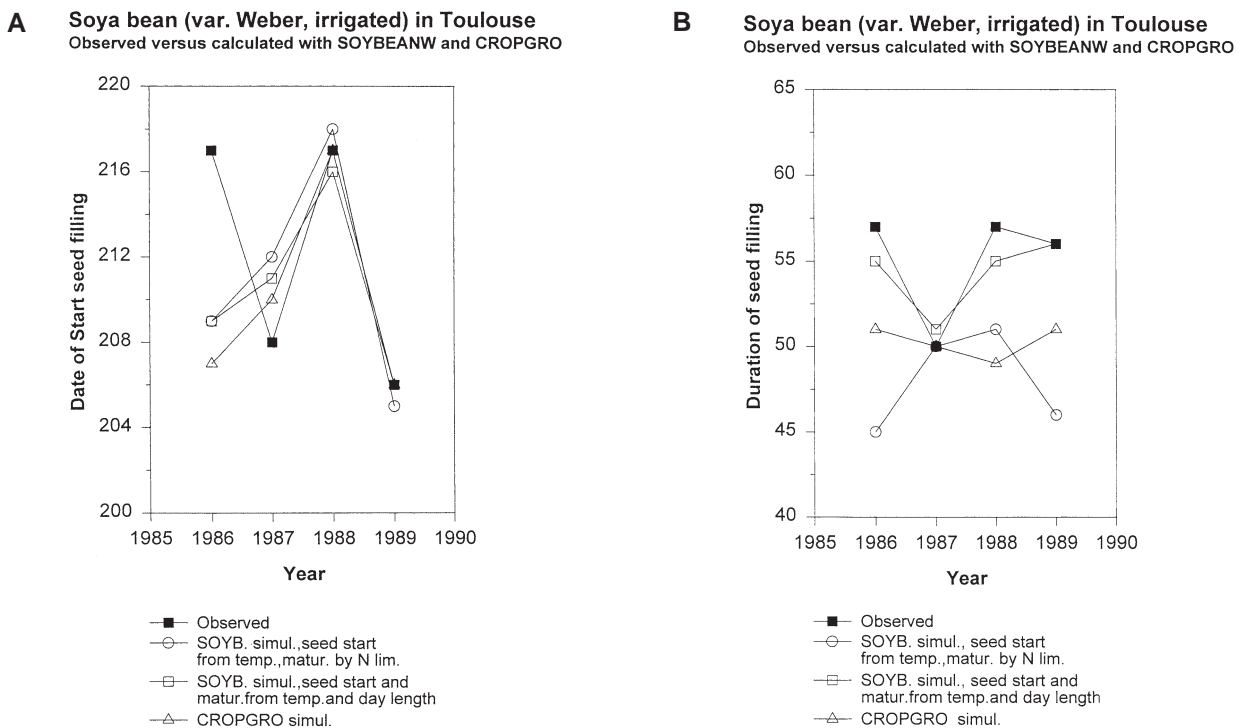 A
Soya bean (var. Weber, irrigated) in Toulouse
Observed versus calculated with SOYBEANW and CROPGRO
Date of Start seed filling
220
216
212
208
204
200
1985 1986 1987 1988 1989 1990
Year
Observed
SOYB. simul.,seed start
from temp.,matur. by N lim.
SOYB. simul.,seed start and
matur.from temp.and day length
CROPGRO simul.
B
Soya bean (var. Weber, irrigated) in Toulouse
Observed versus calculated with SOYBEANW and CROPGRO
Duration of seed filling
65
60
55
50
45
40
1985 1986 1987 1988 1989 1990
Year
Observed
SOYB. simul., seed start
from temp.,matur. by N lim.
SOYB. simul., seed start and
matur.from temp.and day length
CROPGRO simul.